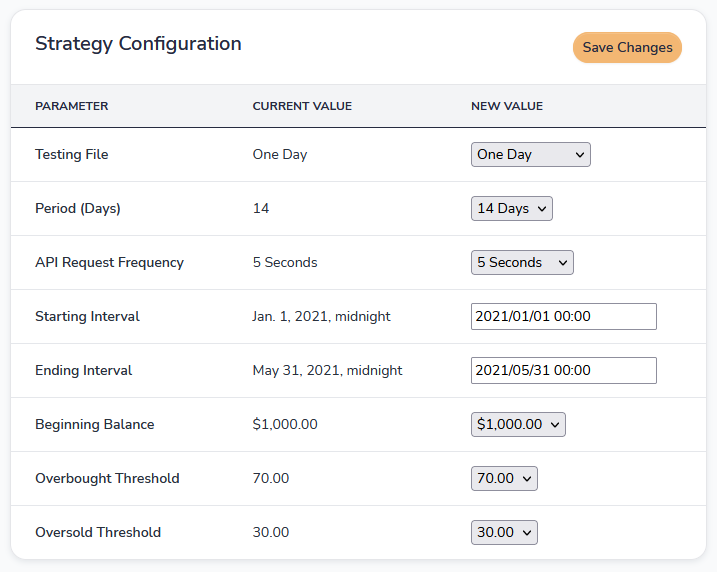 Strategy Configuration
Save Changes
PARAMETER CURRENT VALUE NEW VALUE
Testing File One Day One Day
Period (Days) 14 14 Days
API Request Frequency 5 Seconds 5 Seconds
Starting Interval Jan. 1, 2021, midnight 2021/01/01 00:00
Ending Interval May 31, 2021, midnight 2021/05/31 00:00
Beginning Balance $1,000.00 $1,000.00
Overbought Threshold 70.00 70.00
Oversold Threshold 30.00 30.00